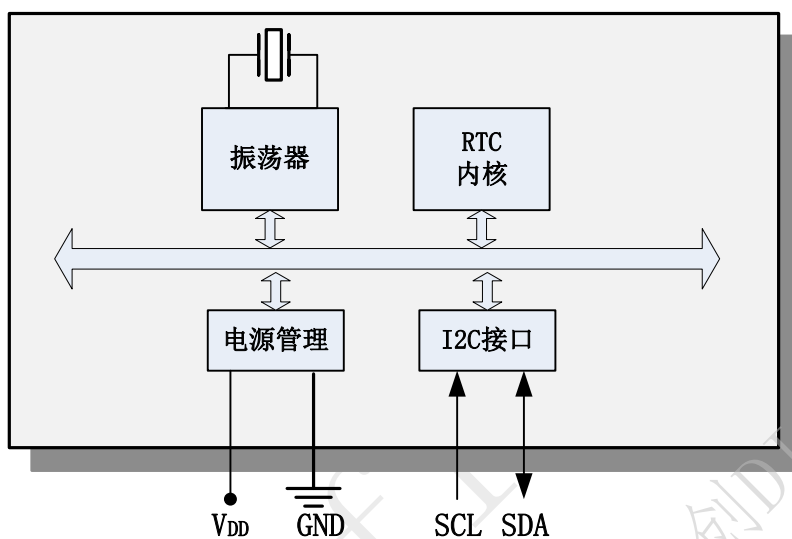 振荡器
RTC
内核
电源管理
I2C接口
VDD
GND
SCL
SDA